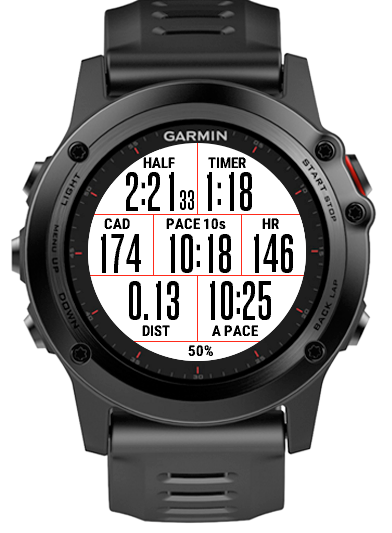 GARMIN
HALF TIMER
2:21 33 1:18
CAD PACE 10s HR
174 10:18 146
0.13 10:25
DIST A PACE
50%
LIGHT
MENU UP
DOWN
START STOP
BACK LAP